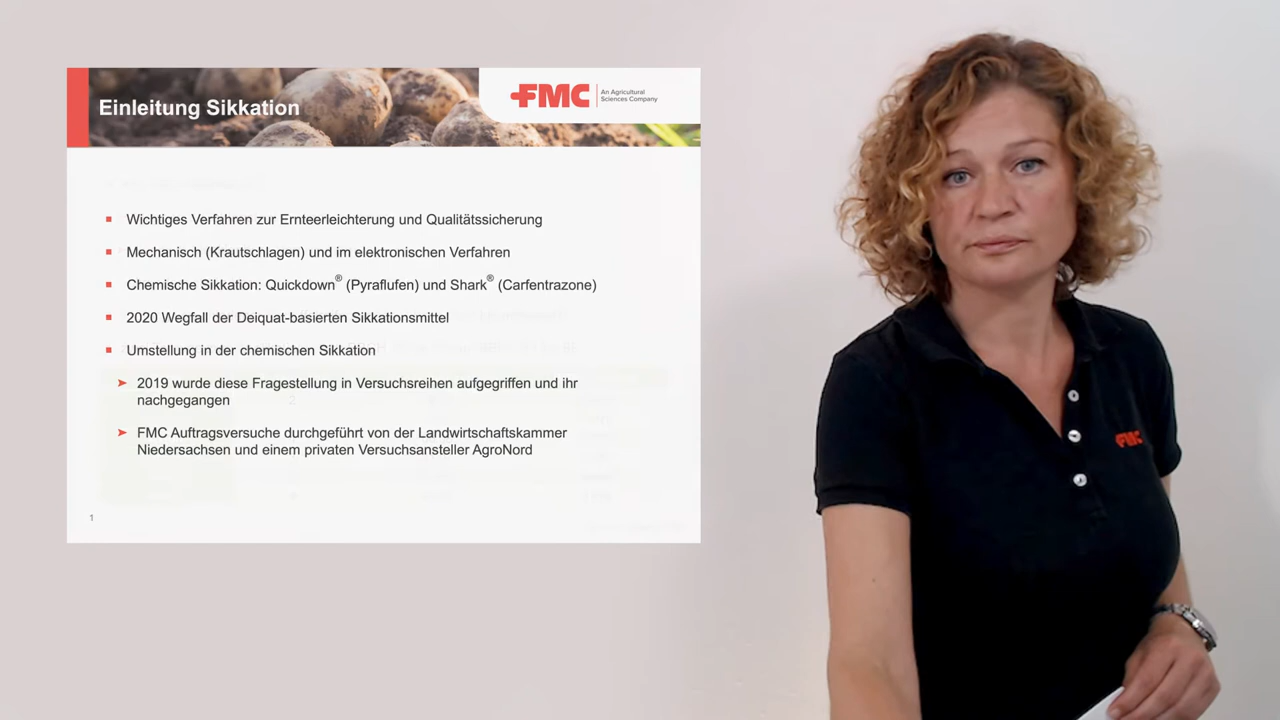 Einleitung Sikkation
FMC
An Agricultural
Sciences Company
Wichtiges Verfahren zur Ernteerleichterung und Qualitätssicherung
Mechanisch (Krautschlagen) und im elektronischen Verfahren
Chemische Sikkation: Quickdown® (Pyraflufen) und Shark® (Carfentrazone)
2020 Wegfall der Deiquat-basierten Sikkationsmittel
Umstellung in der chemischen Sikkation
➤ 2019 wurde diese Fragestellung in Versuchsreihen aufgegriffen und ihr
nachgegangen
➤ FMC Auftragsversuche durchgeführt von der Landwirtschaftskammer
Niedersachsen und einem privaten Versuchsansteller AgroNord
1
FMC